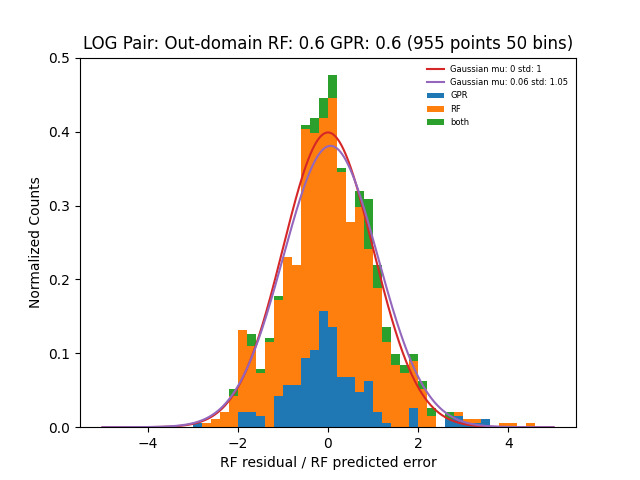 LOG Pair: Out-domain RF: 0.6 GPR: 0.6 (955 points 50 bins)
Gaussian mu: 0 std: 1
Gaussian mu: 0.06 std: 1.05
GPR
RF
both
Normalized Counts
0.5
0.4
0.3
0.2
0.1
0.0
−4
−2
0
2
4
RF residual / RF predicted error